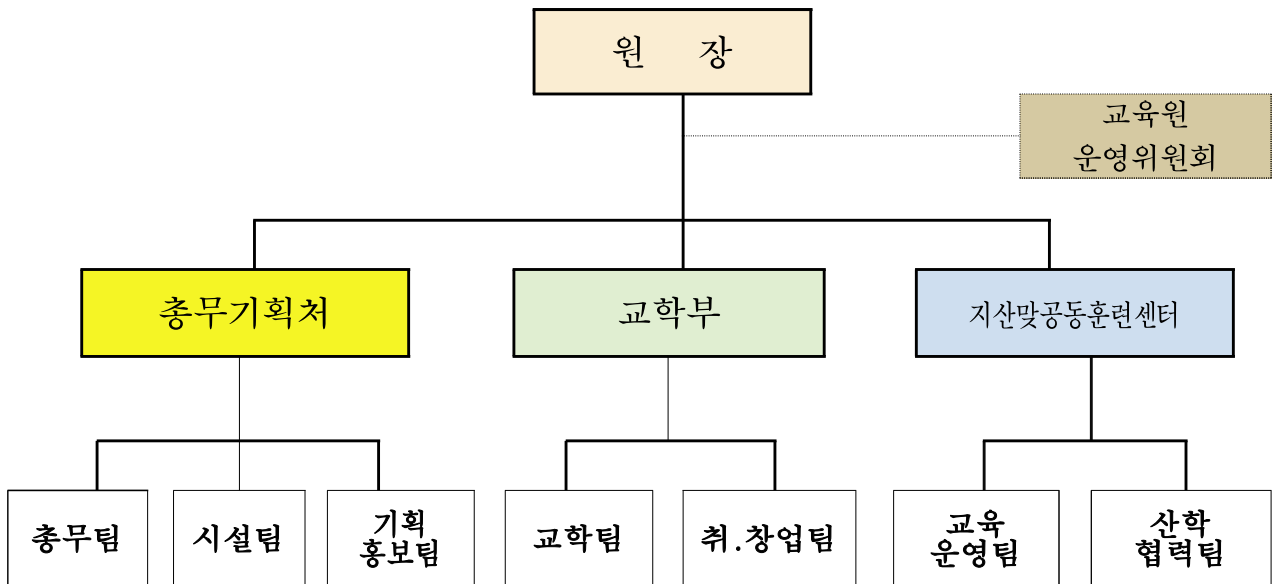 원 장
교육원
운영위원회
총무기획처
교학부
지산맞공동훈련센터
총무팀
시설팀
기획
홍보팀
교학팀
취.창업팀
교육
운영팀
산학
협력팀